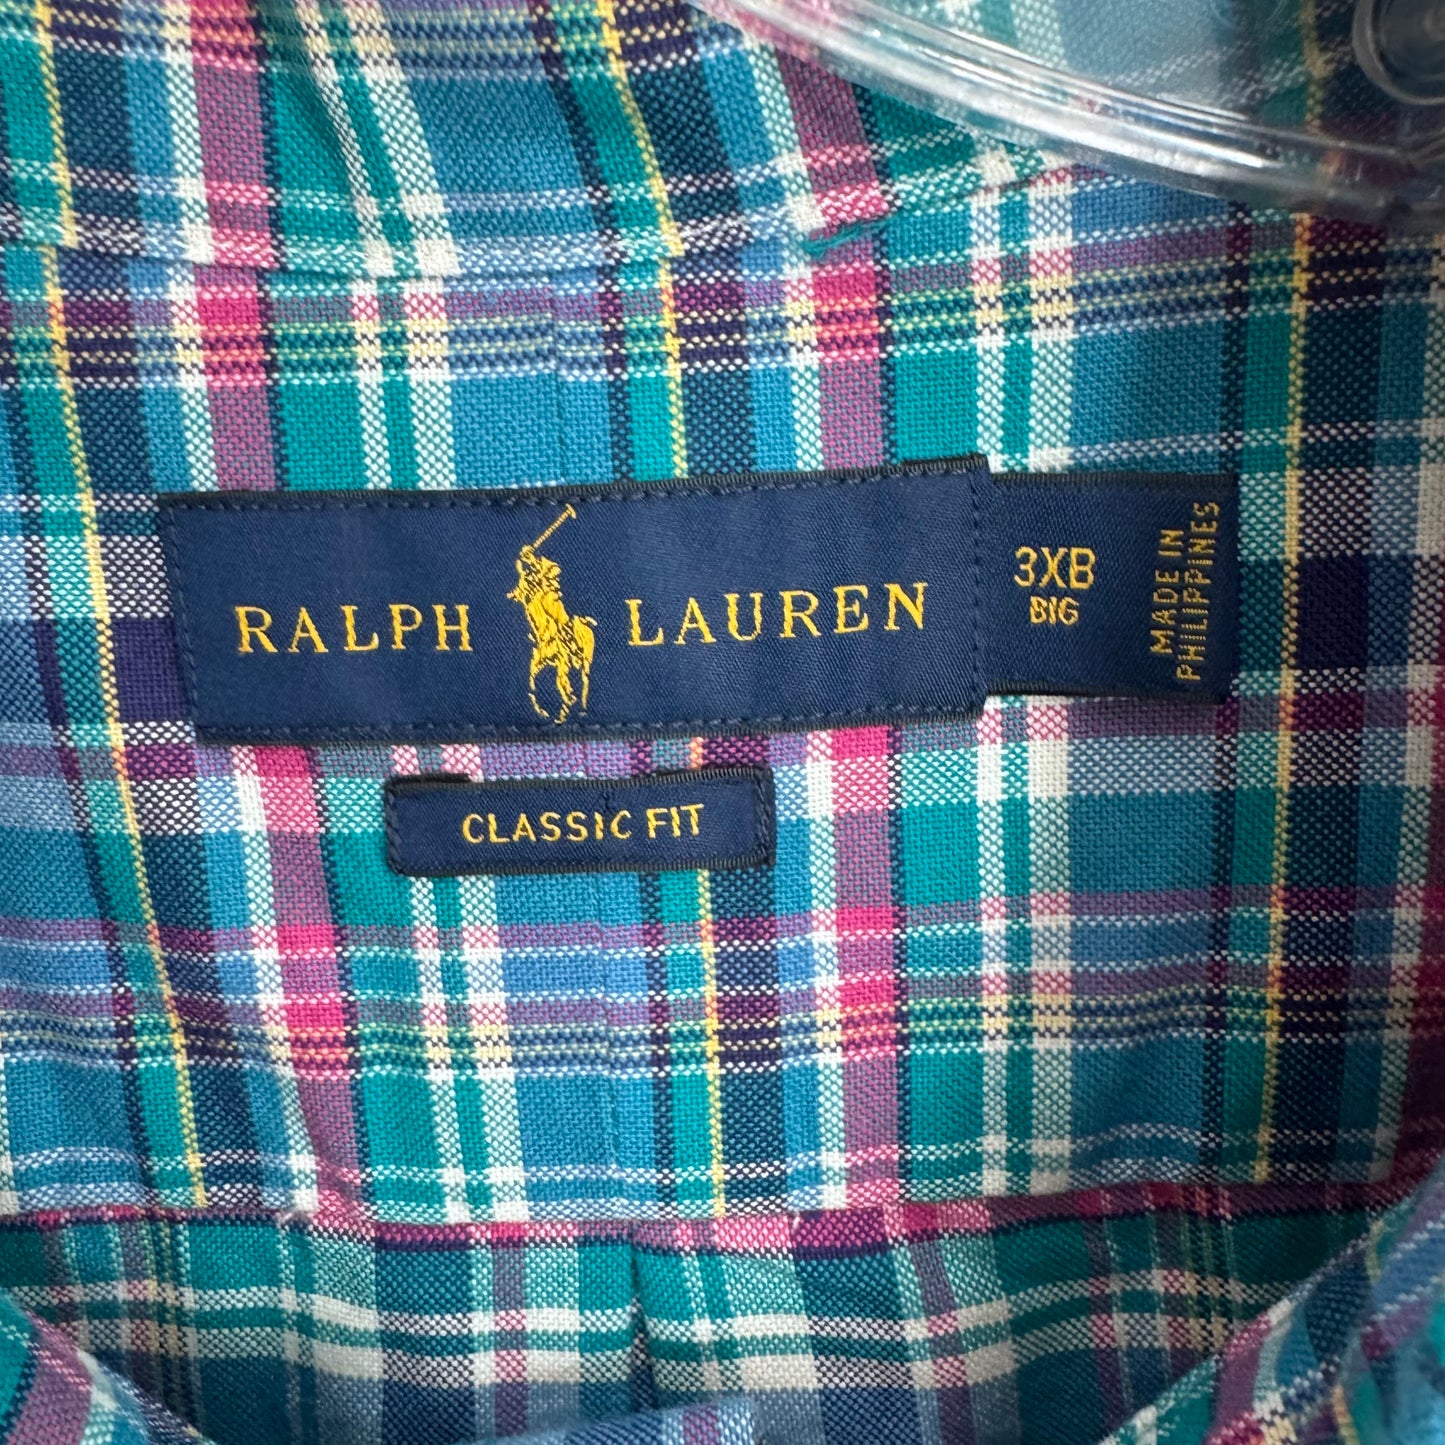 RALPH LAUREN
3XB
BIG
MADE IN
PHILIPPINES
CLASSIC FIT